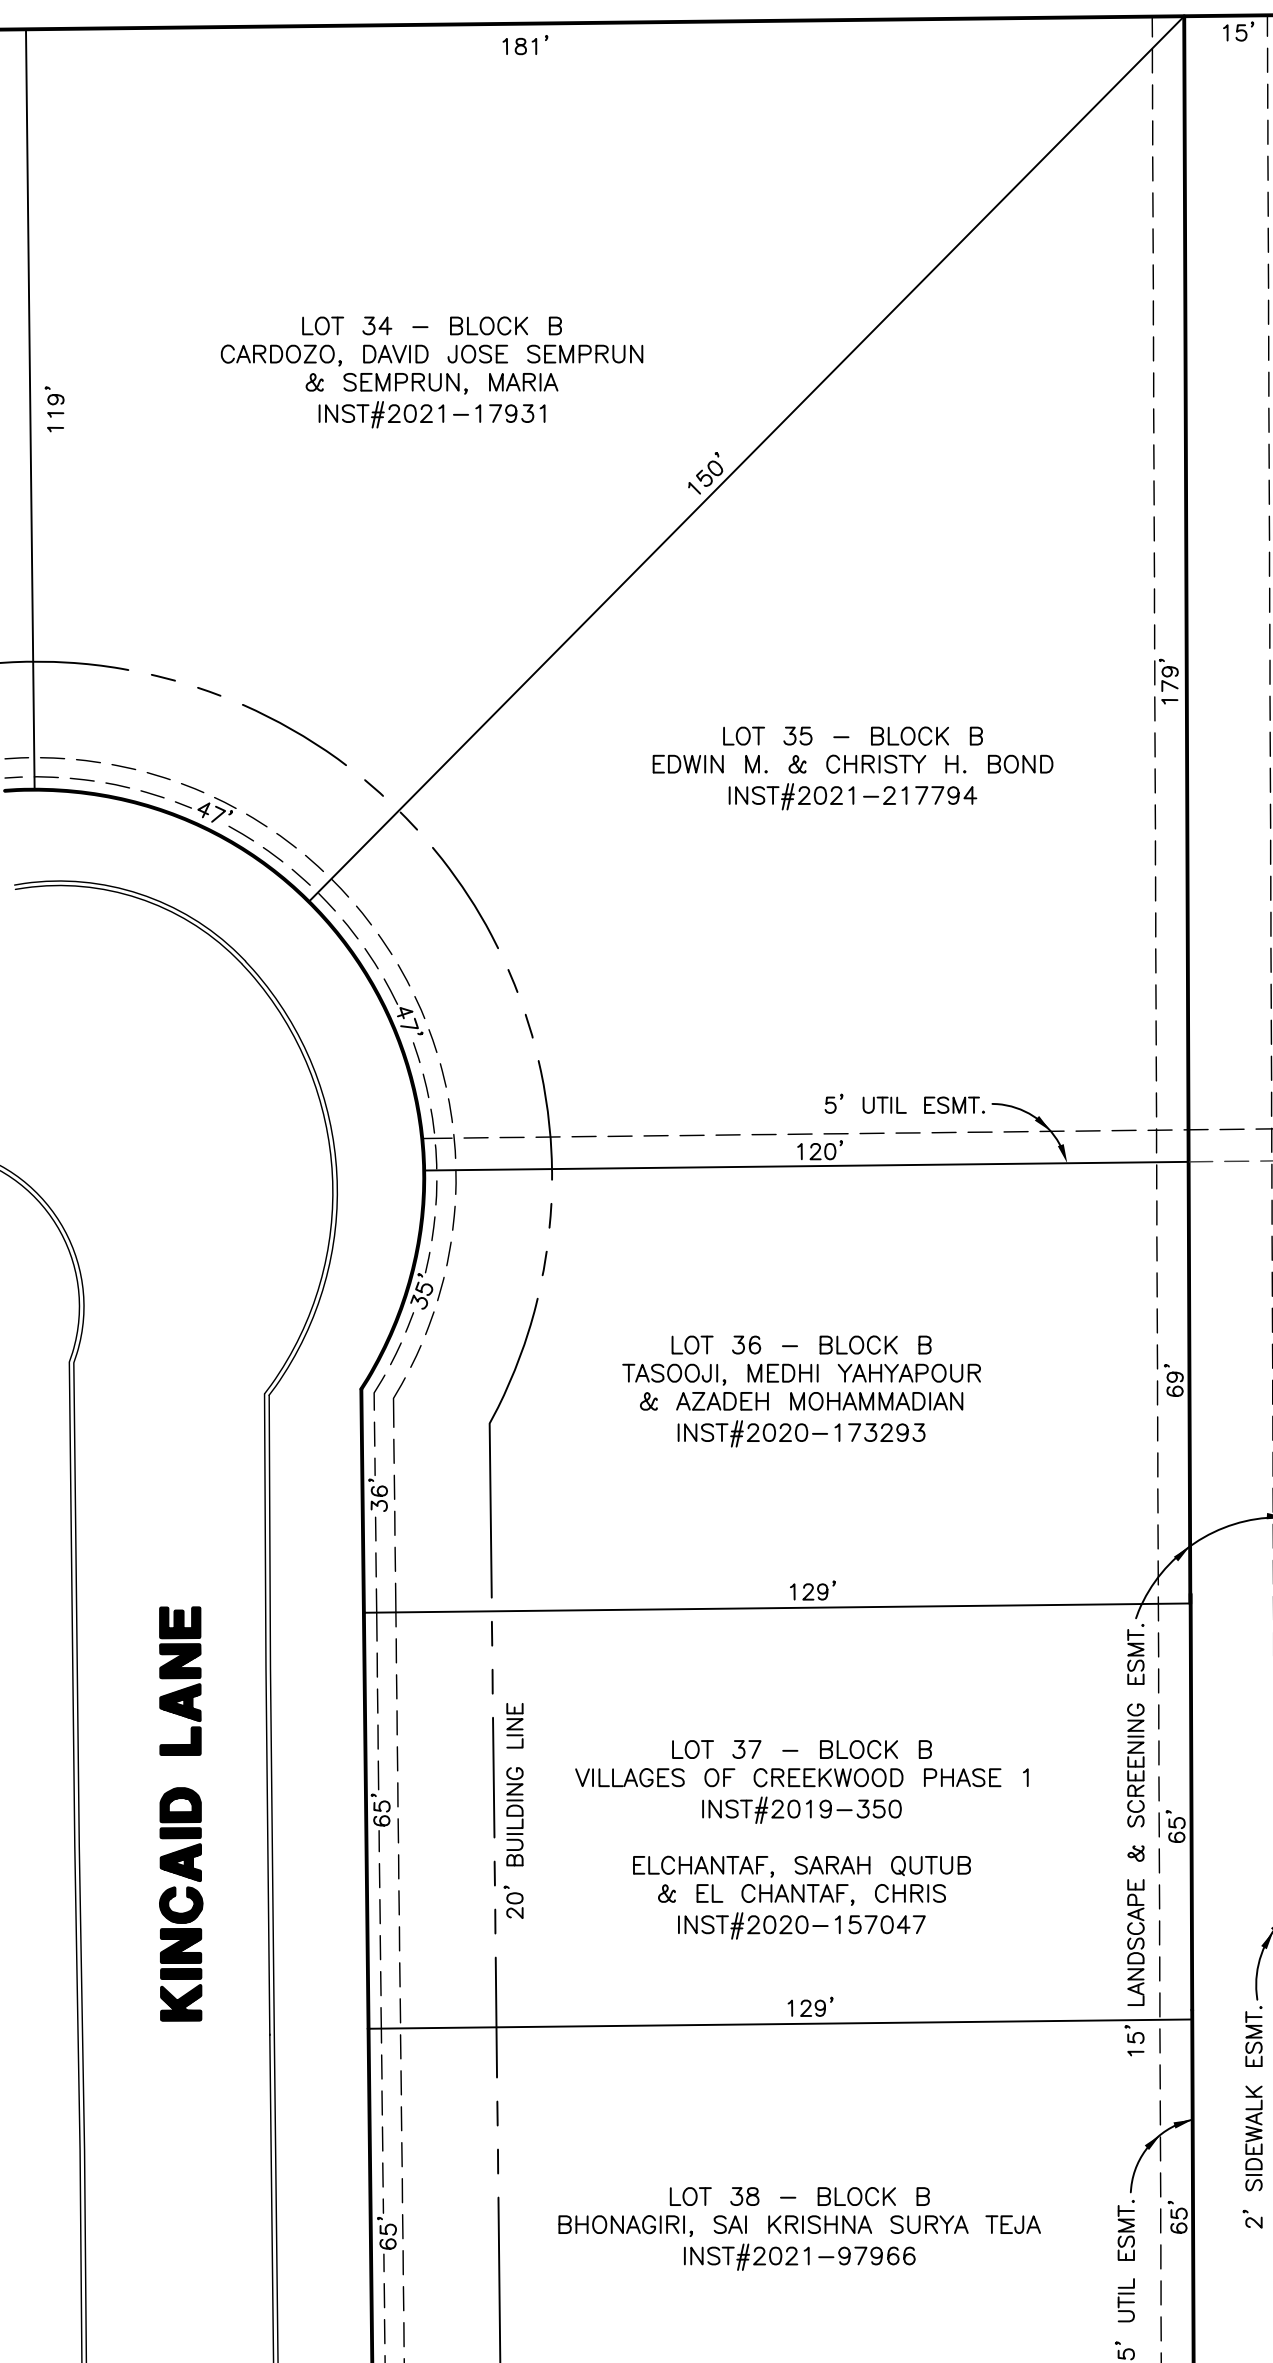 181'
15'
LOT 34 – BLOCK B
CARDOZO, DAVID JOSE SEMPRUN
& SEMPRUN, MARIA
INST#2021–17931
119'
150'
179'
LOT 35 – BLOCK B
EDWIN M. & CHRISTY H. BOND
INST#2021–217794
47'
47'
5' UTIL ESMT.
120'
35'
LOT 36 – BLOCK B
TASOOJI, MEDHI YAHYAPOUR
& AZADEH MOHAMMADIAN
INST#2020–173293
69'
36'
129'
KINCAID LANE
20' BUILDING LINE
LOT 37 – BLOCK B
VILLAGES OF CREEKWOOD PHASE 1
INST#2019–350
ELCHANTAF, SARAH QUTUB
& EL CHANTAF, CHRIS
INST#2020–157047
65'
65'
15' LANDSCAPE & SCREENING ESMT.
129'
2' SIDEWALK ESMT.
LOT 38 – BLOCK B
BHONAGIRI, SAI KRISHNA SURYA TEJA
INST#2021–97966
65'
65'
5' UTIL ESMT.